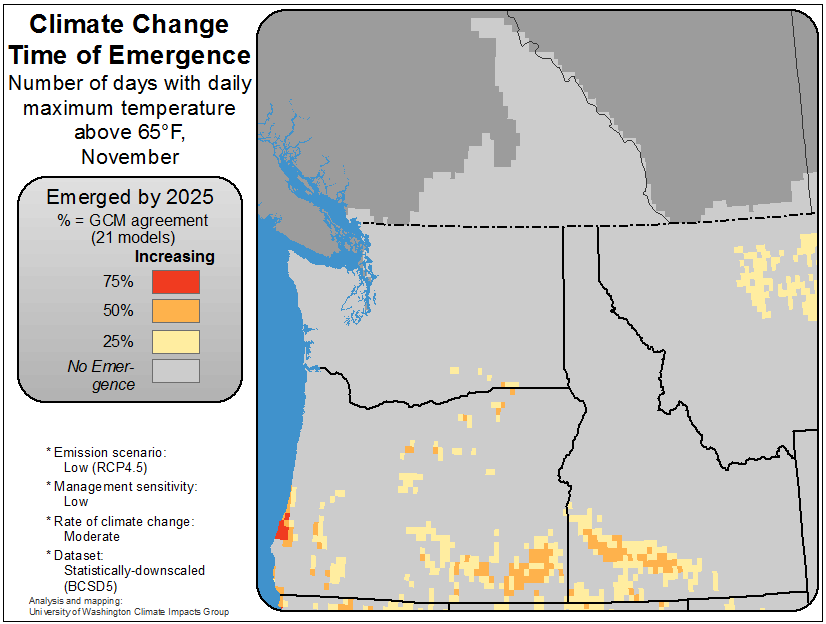 Climate Change
Time of Emergence
Number of days with daily
maximum temperature
above 65°F,
November
Emerged by 2025
% = GCM agreement
(21 models)
Increasing
75%
50%
25%
No Emer-
gence
* Emission scenario:
Low (RCP4.5)
* Management sensitivity:
Low
* Rate of climate change:
Moderate
* Dataset:
Statistically-downscaled
(BCSD5)
Analysis and mapping:
University of Washington Climate Impacts Group